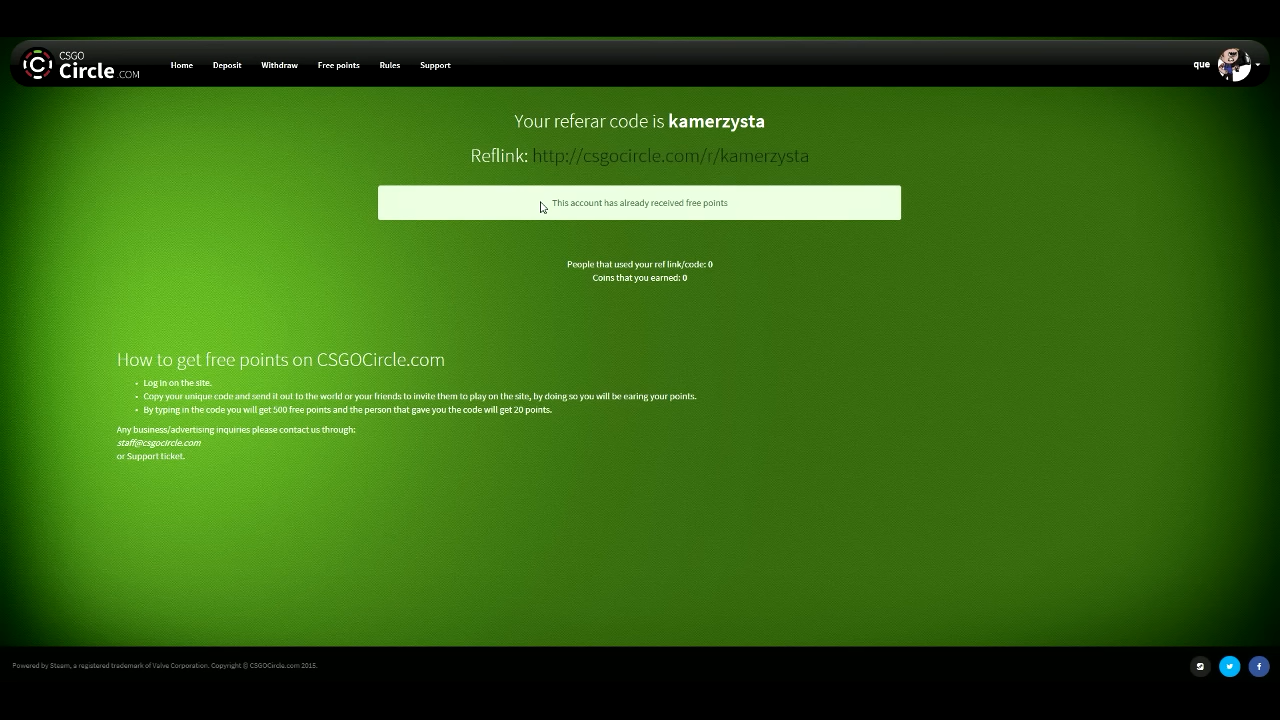 CSGO
Circle.COM
Home Deposit Withdraw Free points Rules Support
que
Your referar code is kamerzysta
Reflink: http://csgocircle.com/r/kamerzysta
This account has already received free points
People that used your ref link/code: 0
Coins that you earned: 0
How to get free points on CSGOCircle.com
• Log in on the site.
• Copy your unique code and send it out to the world or your friends to invite them to play on the site, by doing so you will be earing your points.
• By typing in the code you will get 500 free points and the person that gave you the code will get 20 points.
Any business/advertising inquiries please contact us through:
staff@csgocircle.com
or Support ticket.
Powered by Steam, a registered trademark of Valve Corporation. Copyright © CSGOCircle.com 2015.